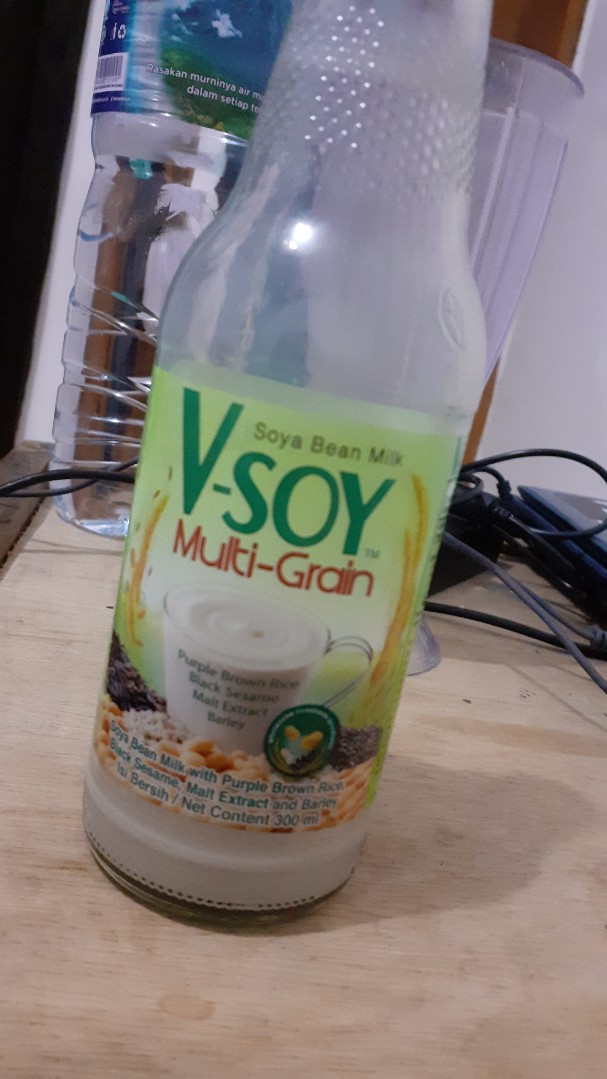 Rasakan murninya air
dalam setiap
Soya Bean Milk
V-SOY
TM
Multi-Grain
Purple Brown Rice
Black Sesame
Malt Extract
Barley
Soya Bean Milk with Purple Brown Rice,
Black Sesame, Malt Extract and Barley
Isi Bersih / Net Content 300 ml